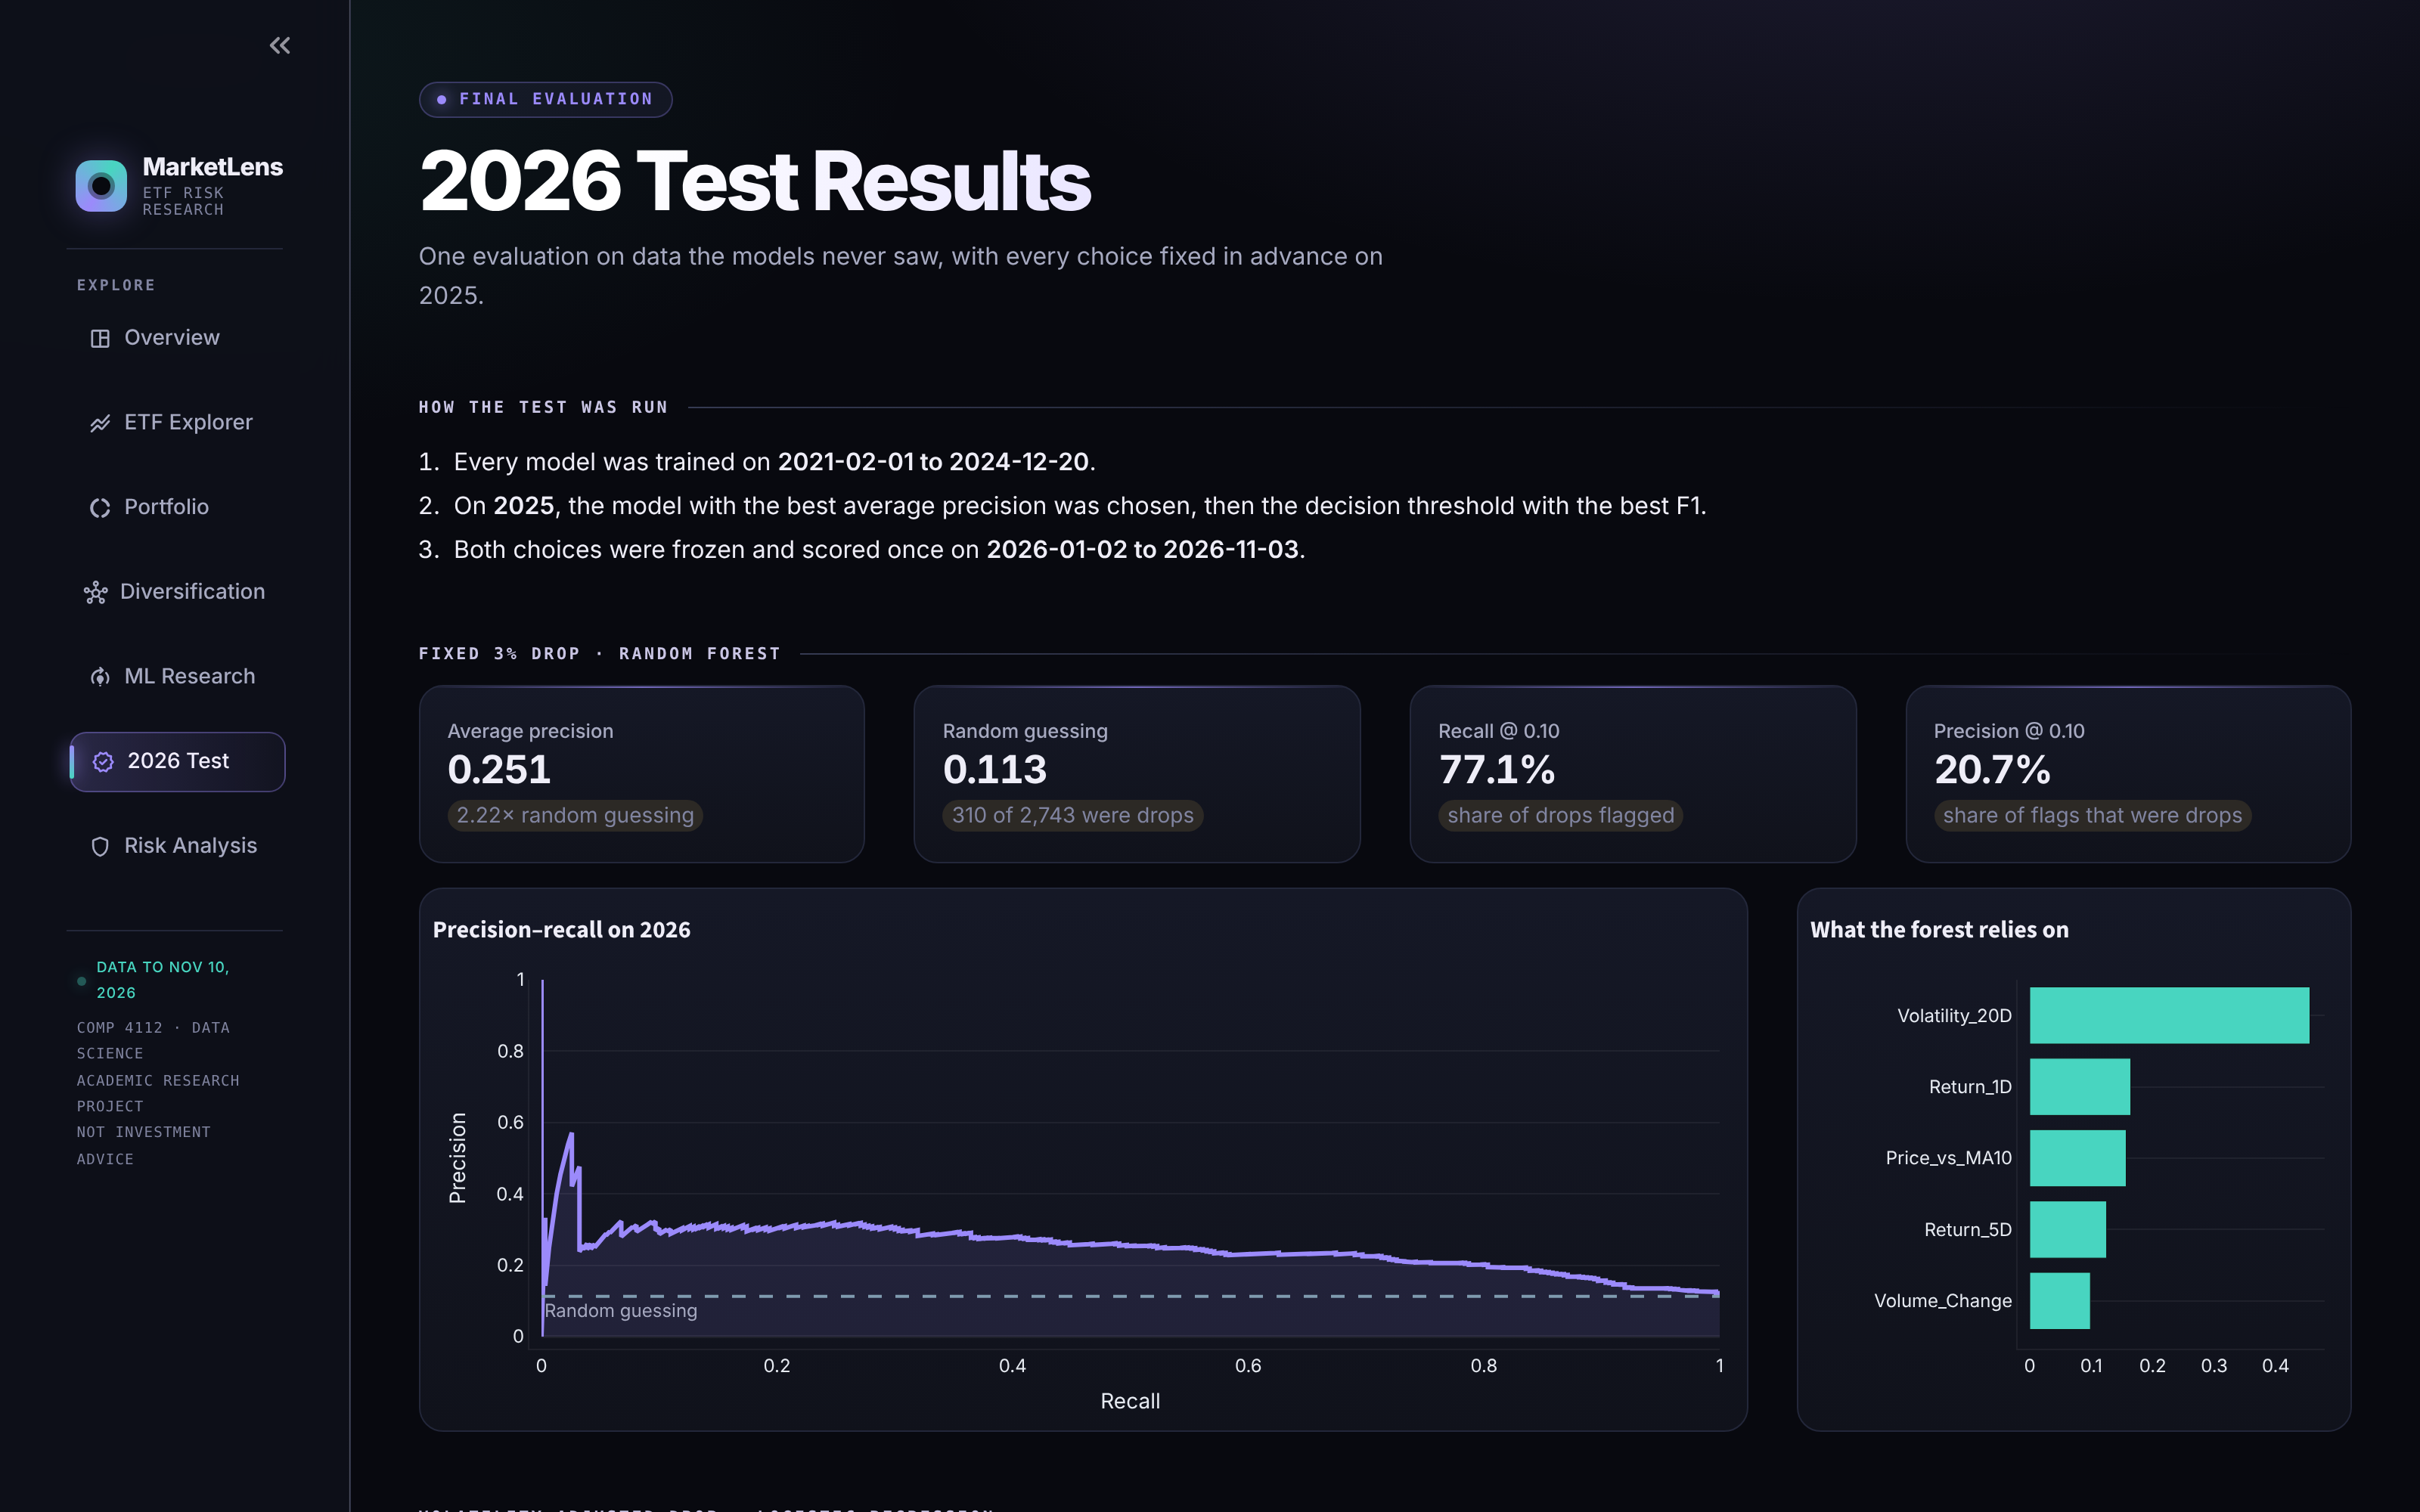 MarketLens
ETF RISK
RESEARCH
EXPLORE
Overview
ETF Explorer
Portfolio
Diversification
ML Research
2026 Test
Risk Analysis
DATA TO NOV 10,
2026
COMP 4112 · DATA
SCIENCE
ACADEMIC RESEARCH
PROJECT
NOT INVESTMENT
ADVICE
FINAL EVALUATION
2026 Test Results
One evaluation on data the models never saw, with every choice fixed in advance on
2025.
HOW THE TEST WAS RUN
1. Every model was trained on 2021-02-01 to 2024-12-20.
2. On 2025, the model with the best average precision was chosen, then the decision threshold with the best F1.
3. Both choices were frozen and scored once on 2026-01-02 to 2026-11-03.
FIXED 3% DROP · RANDOM FOREST
Average precision
0.251
2.22× random guessing
Random guessing
0.113
310 of 2,743 were drops
Recall @ 0.10
77.1%
share of drops flagged
Precision @ 0.10
20.7%
share of flags that were drops
Precision–recall on 2026
1
0.8
0.6
0.4
0.2
0
Precision
Random guessing
0 0.2 0.4 0.6 0.8 1
Recall
What the forest relies on
Volatility_20D
Return_1D
Price_vs_MA10
Return_5D
Volume_Change
0 0.1 0.2 0.3 0.4